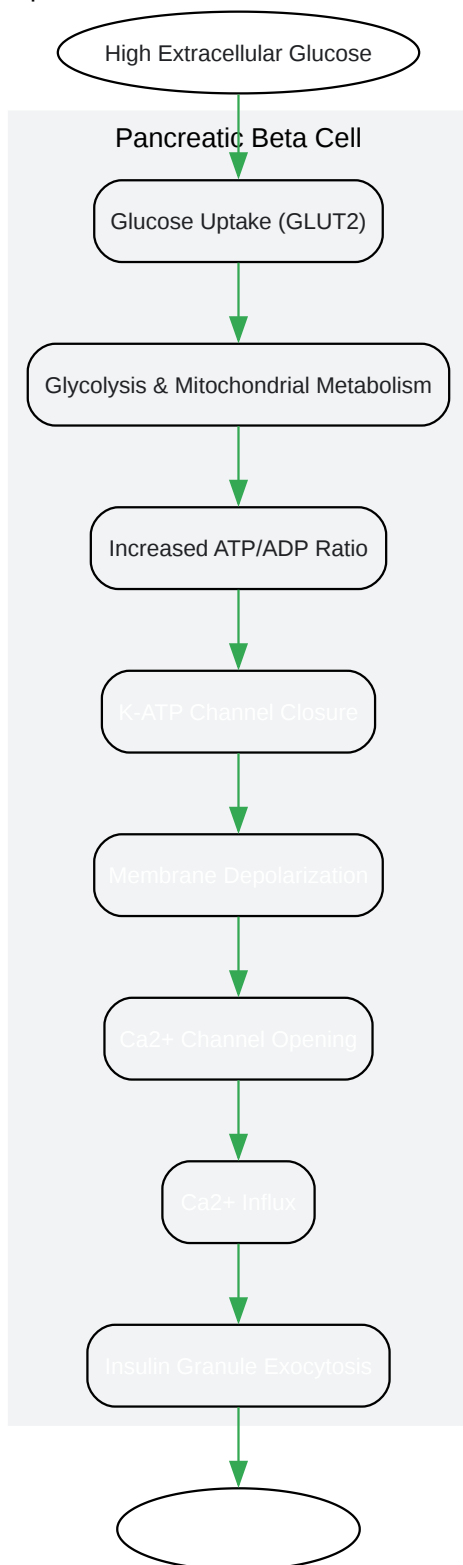 High Extracellular Glucose
Pancreatic Beta Cell
Glucose Uptake (GLUT2)
Glycolysis & Mitochondrial Metabolism
Increased ATP/ADP Ratio
K-ATP Channel Closure
Membrane Depolarization
Ca2+ Channel Opening
Ca2+ Influx
Insulin Granule Exocytosis